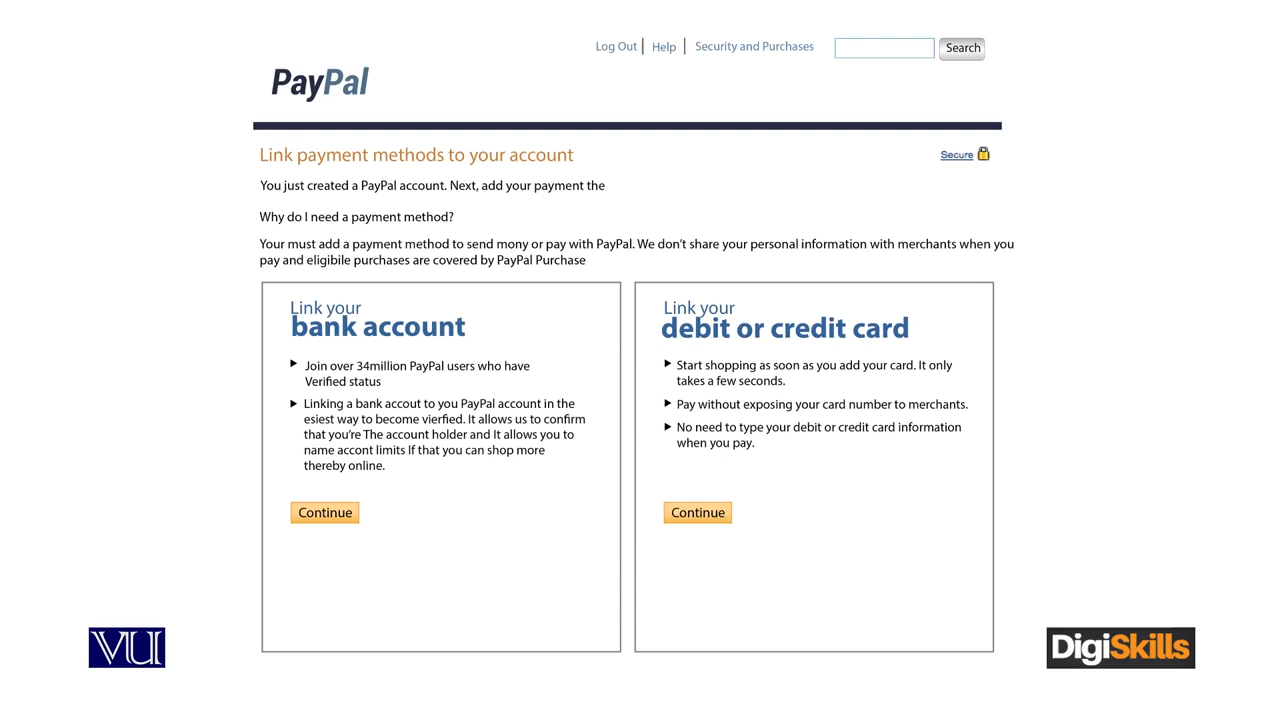 Log Out | Help | Security and Purchases Search
PayPal
Link payment methods to your account
Secure
You just created a PayPal account. Next, add your payment the
Why do I need a payment method?
Your must add a payment method to send mony or pay with PayPal. We don't share your personal information with merchants when you
pay and eligibile purchases are covered by PayPal Purchase
Link your
bank account
Join over 34million PayPal users who have
Verified status
Linking a bank accout to you PayPal account in the
esiest way to become vierfied. It allows us to confirm
that you're The account holder and It allows you to
name accont limits If that you can shop more
thereby online.
Continue
Link your
debit or credit card
Start shopping as soon as you add your card. It only
takes a few seconds.
Pay without exposing your card number to merchants.
No need to type your debit or credit card information
when you pay.
Continue
VU
DigiSkills